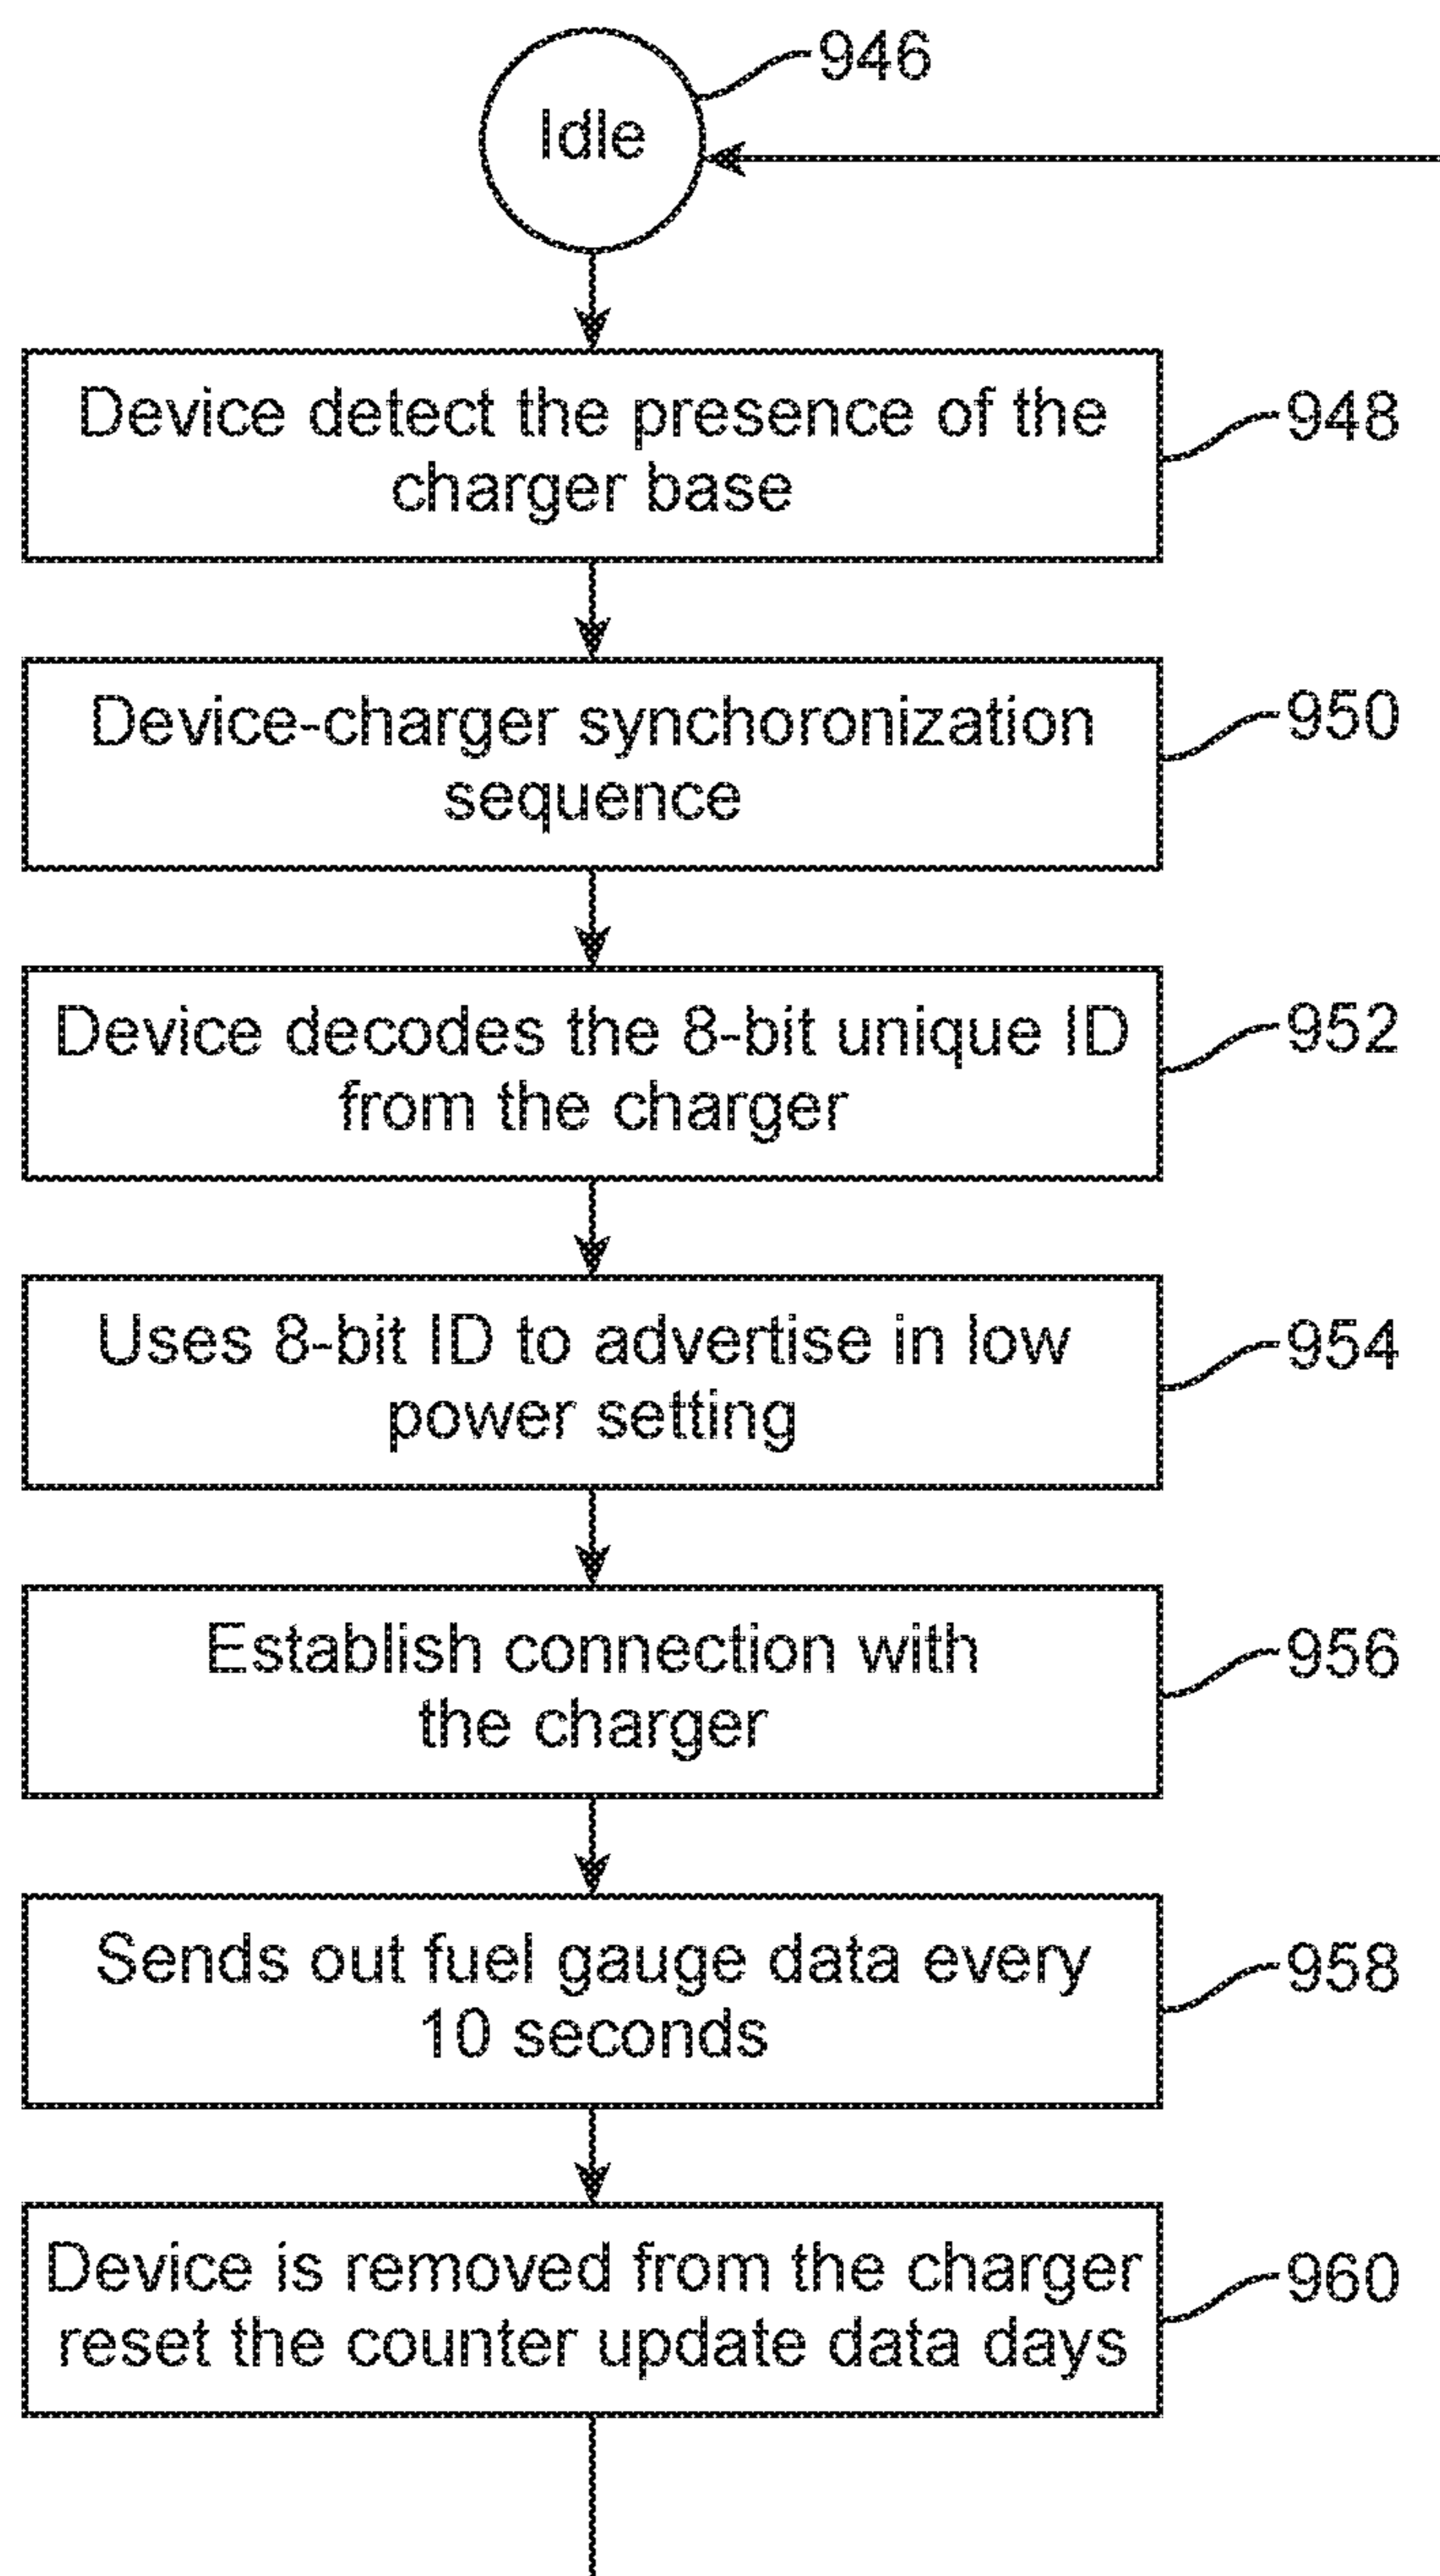 946
Idle
Device detect the presence of the
charger base
948
Device-charger synchoronization
sequence
950
Device decodes the 8-bit unique ID
from the charger
952
Uses 8-bit ID to advertise in low
power setting
954
Establish connection with
the charger
956
Sends out fuel gauge data every
10 seconds
958
Device is removed from the charger
reset the counter update data days
960